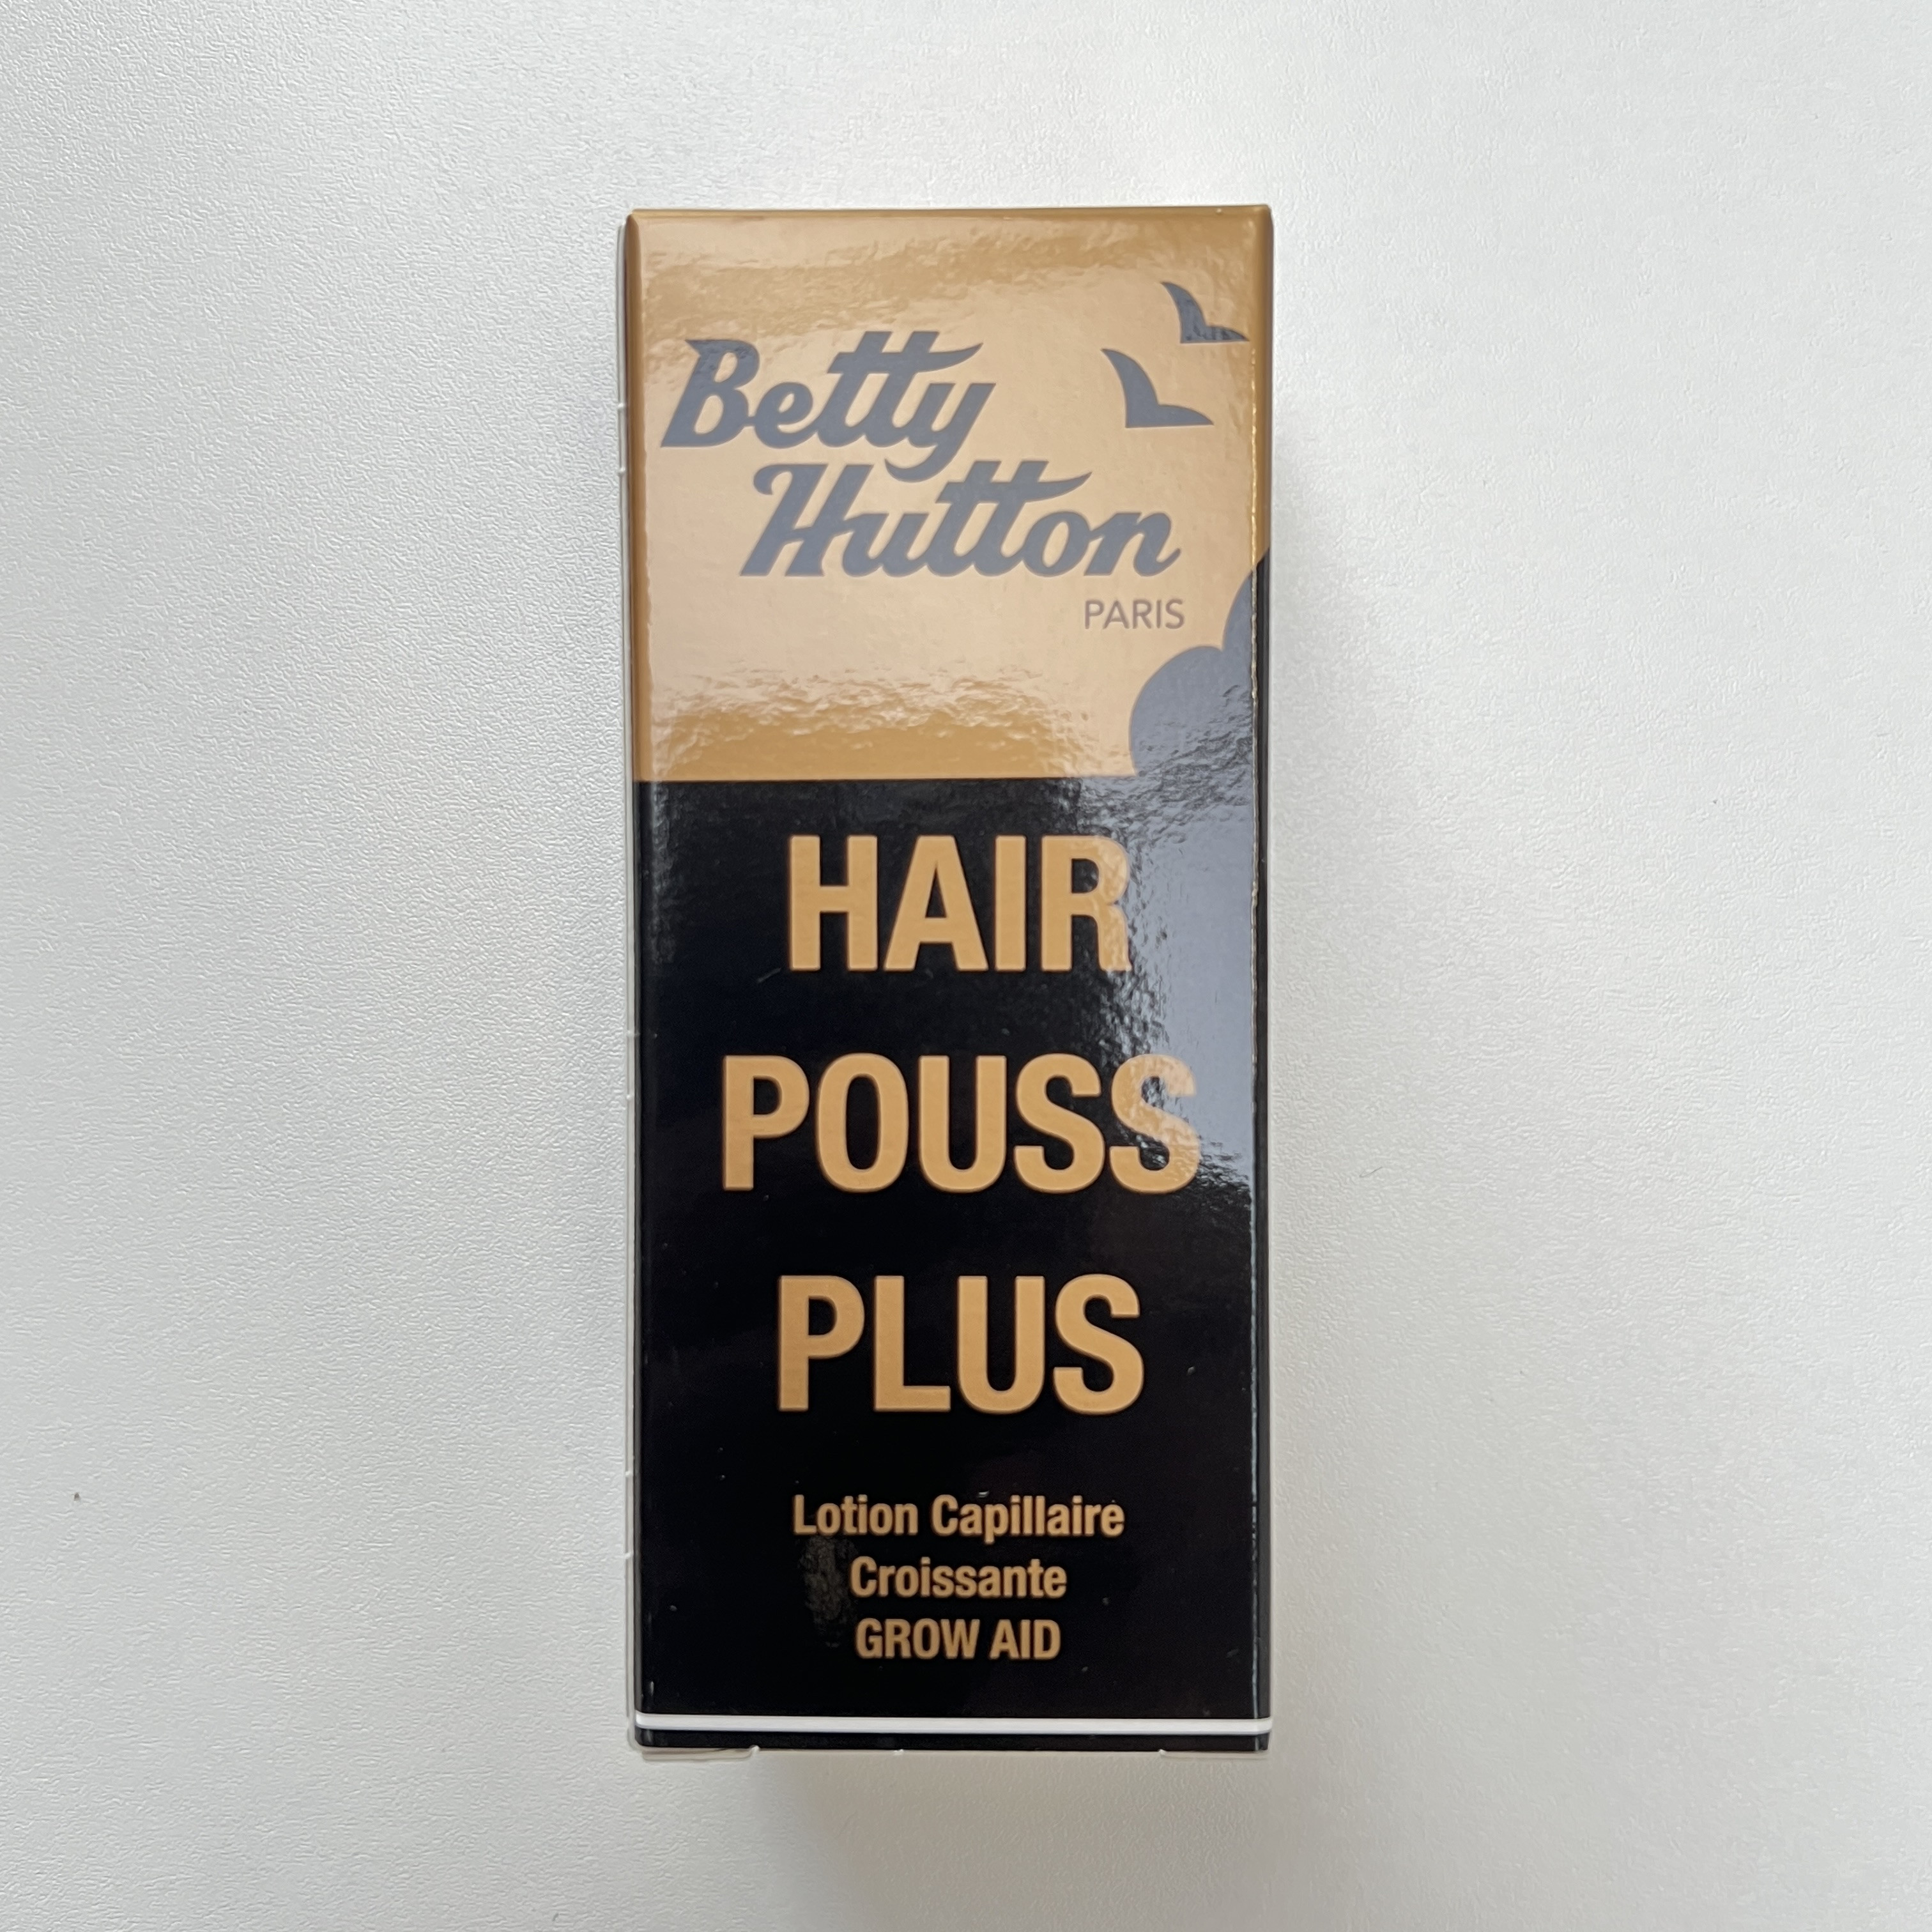 Betty
Hutton
PARIS
HAIR
POUSS
PLUS
Lotion Capillaire
Croissante
GROW AID